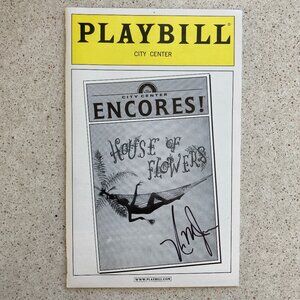 PLAYBILL®
CITY CENTER
CITY CENTER
ENCORES!
HOUSE OF
FLOWERS
WWW.PLAYBILL.COM